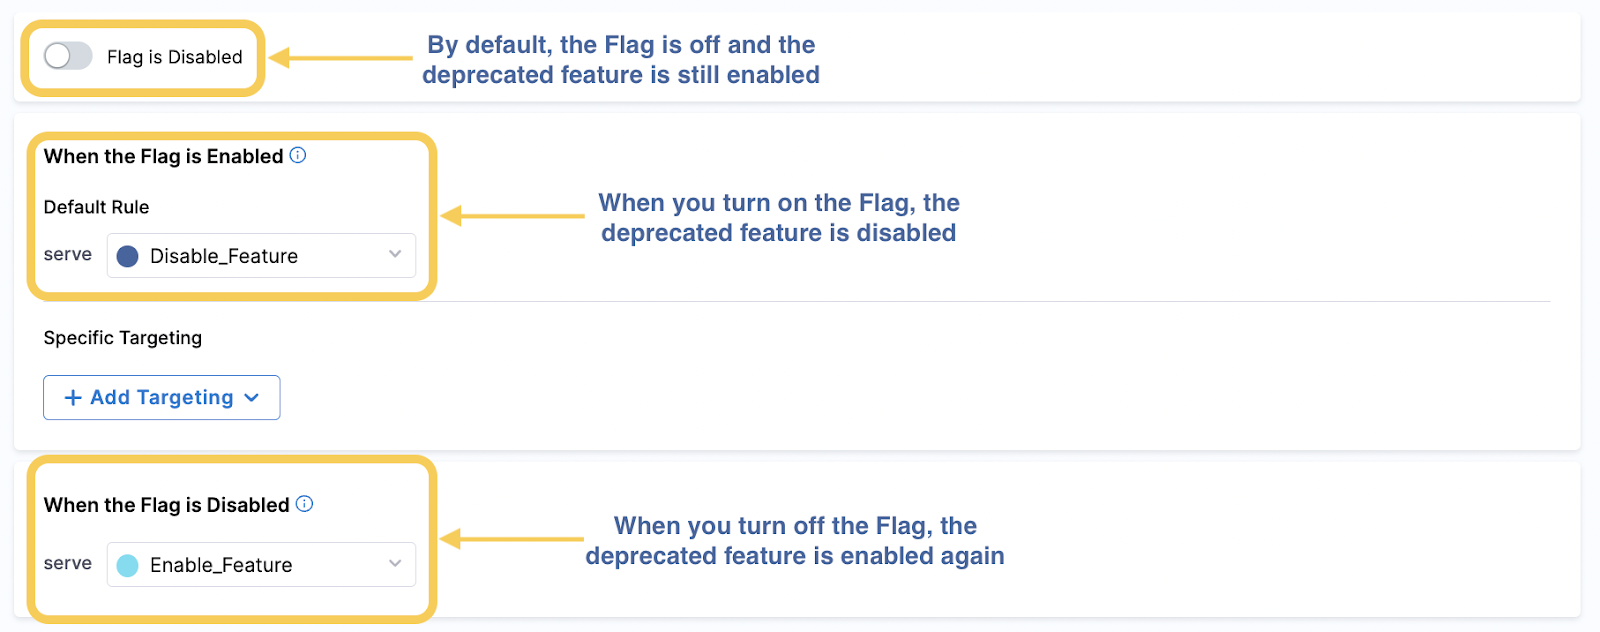 Flag is Disabled
By default, the Flag is off and the
deprecated feature is still enabled
When the Flag is Enabled
Default Rule
serve
Disable_Feature
When you turn on the Flag, the
deprecated feature is disabled
Specific Targeting
+ Add Targeting
When the Flag is Disabled
serve
Enable_Feature
When you turn off the Flag, the
deprecated feature is enabled again